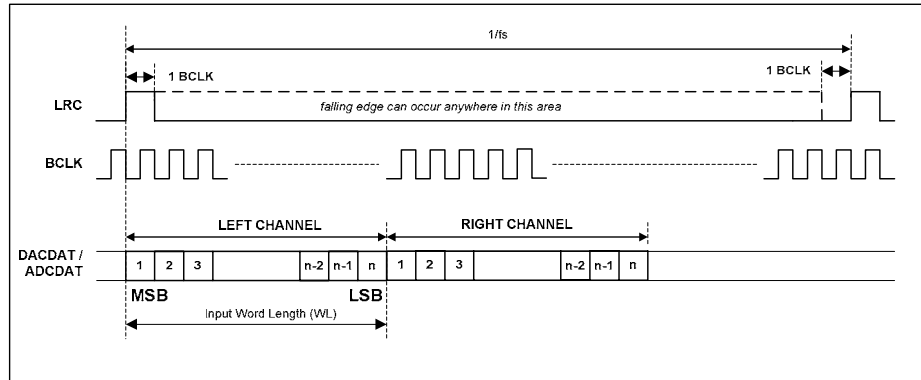 1/fs
1 BCLK
1 BCLK
LRC
falling edge can occur anywhere in this area
BCLK
LEFT CHANNEL
RIGHT CHANNEL
DACDAT /
ADCDAT
1 2 3 n-2 n-1 n 1 2 3 n-2 n-1 n
MSB LSB
Input Word Length (WL)